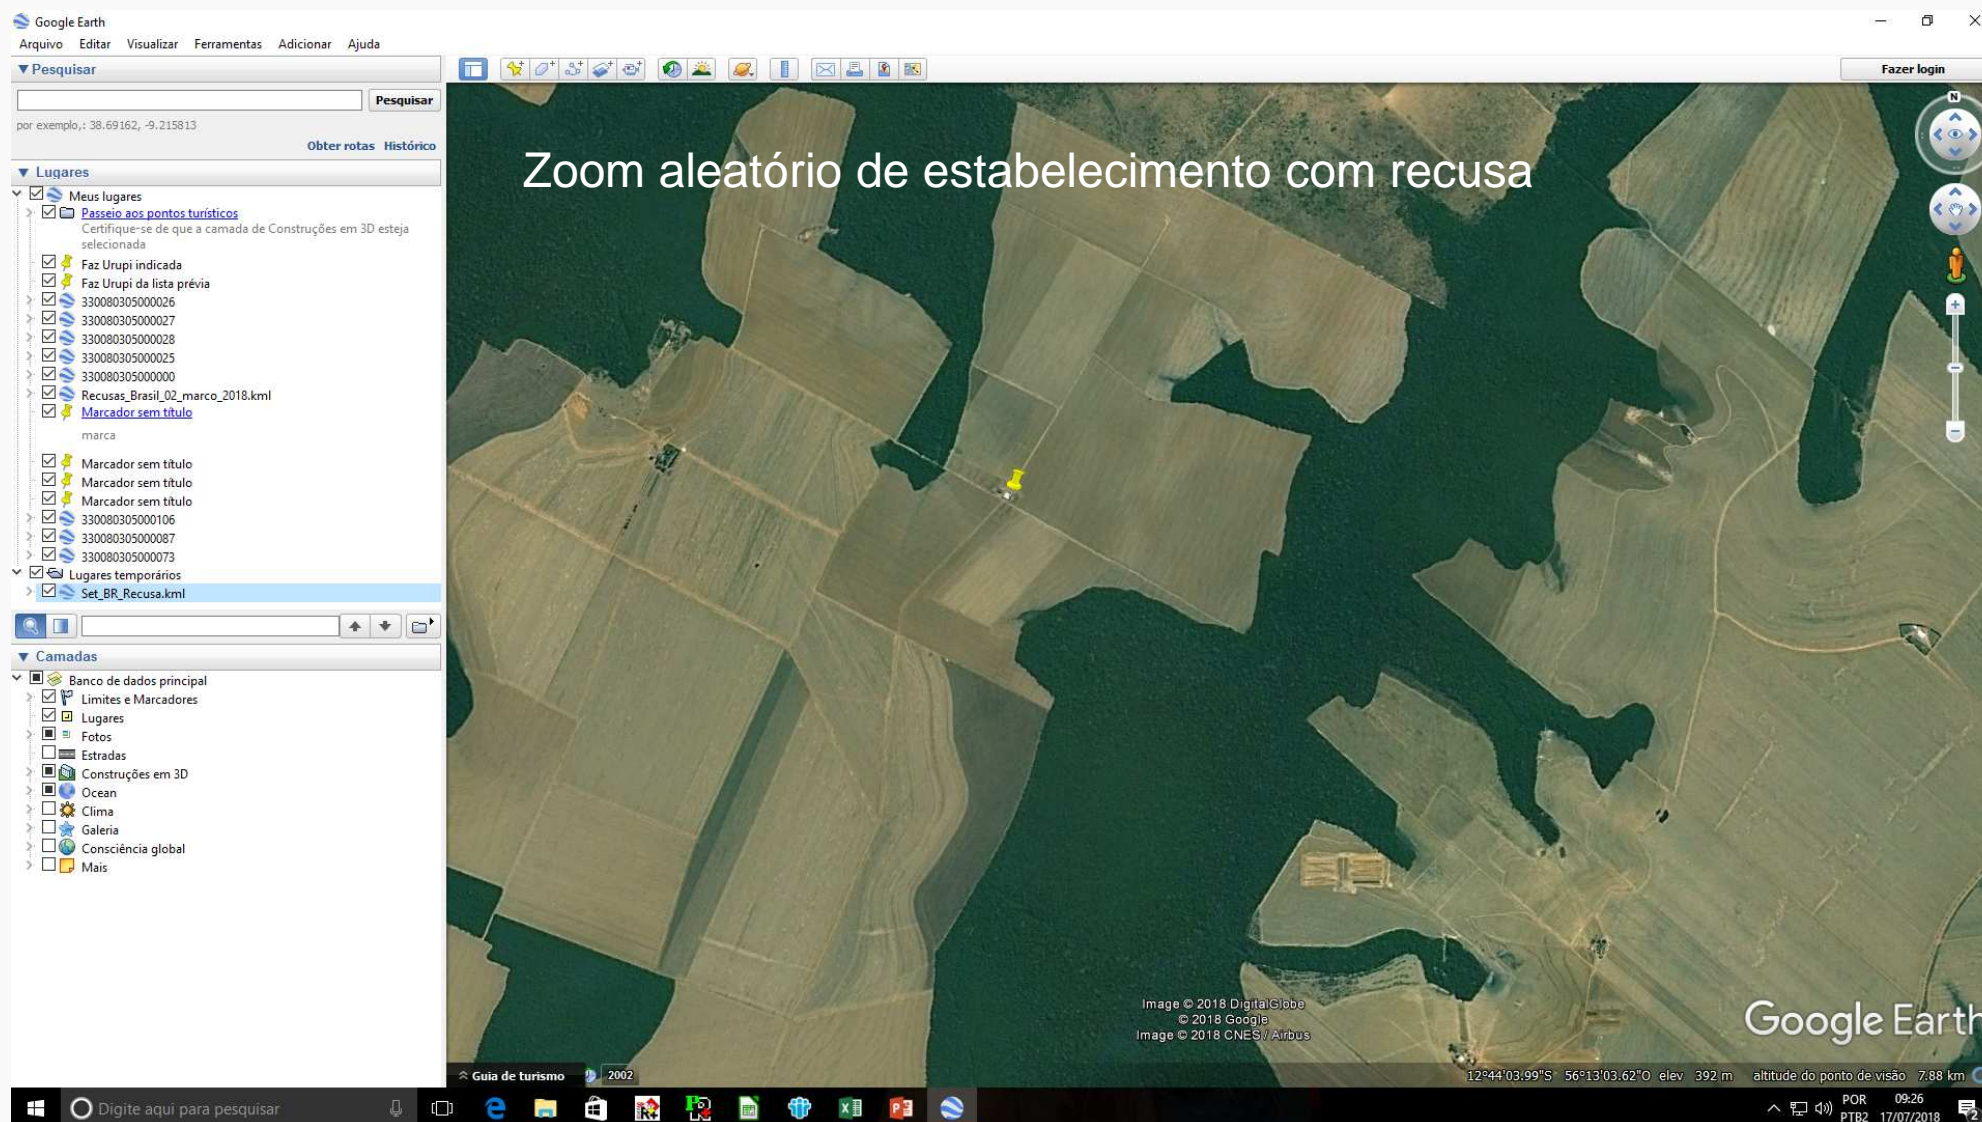 Google Earth
Arquivo Editar Visualizar Ferramentas Adicionar Ajuda
Pesquisar
Fazer login
Pesquisar
por exemplo,: 38.69162, -9.215813
Obter rotas Histórico
N
Zoom aleatório de estabelecimento com recusa
Lugares
Meus lugares
Passeio aos pontos turísticos
Certifique-se de que a camada de Construções em 3D esteja
selecionada
Faz Urupi indicada
Faz Urupi da lista prévia
330080305000026
330080305000027
330080305000028
330080305000025
330080305000000
Recusas_Brasil_02_marco_2018.kml
Marcador sem título
marca
Marcador sem título
Marcador sem título
Marcador sem título
330080305000106
330080305000087
330080305000073
Lugares temporários
Set_BR_Recusa.kml
Camadas
Banco de dados principal
Limites e Marcadores
Lugares
Fotos
Estradas
Construções em 3D
Ocean
Clima
Galeria
Consciência global
Mais
Image © 2018 DigitalGlobe
© 2018 Google
Image © 2018 CNES / Airbus
Google Earth
Guia de turismo 2002
12°44'03.99"S 56°13'03.62"O elev 392 m altitude do ponto de visão 7.88 km
Digite aqui para pesquisar
POR 09:26
PTB2 17/07/2018
2